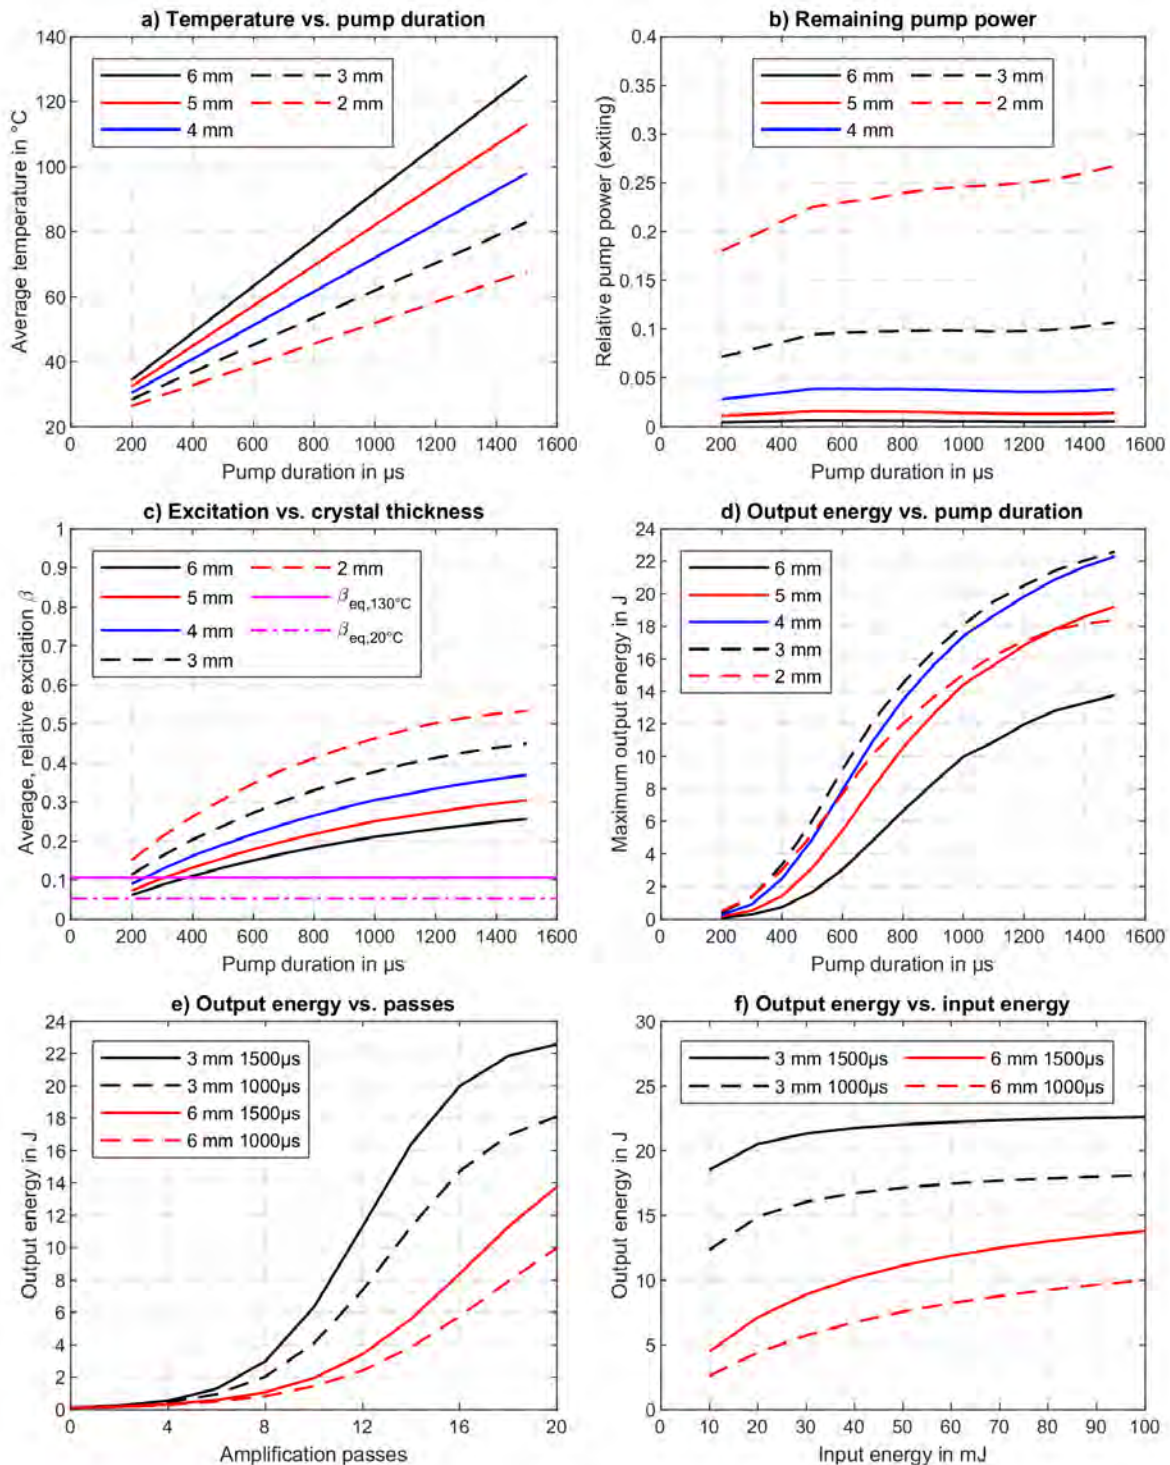 a) Temperature vs. pump duration
Average temperature in °C
140
120
100
80
60
40
20
6 mm
5 mm
4 mm
3 mm
2 mm
0 200 400 600 800 1000 1200 1400 1600
Pump duration in µs
b) Remaining pump power
Relative pump power (exiting)
0.4
0.35
0.3
0.25
0.2
0.15
0.1
0.05
0
6 mm
5 mm
4 mm
3 mm
2 mm
0 200 400 600 800 1000 1200 1400 1600
Pump duration in µs
c) Excitation vs. crystal thickness
Average, relative excitation β
1
0.9
0.8
0.7
0.6
0.5
0.4
0.3
0.2
0.1
0
6 mm
5 mm
4 mm
3 mm
2 mm
βeq,130°C
βeq,20°C
0 200 400 600 800 1000 1200 1400 1600
Pump duration in µs
d) Output energy vs. pump duration
Maximum output energy in J
24
22
20
18
16
14
12
10
8
6
4
2
0
6 mm
5 mm
4 mm
3 mm
2 mm
0 200 400 600 800 1000 1200 1400 1600
Pump duration in µs
e) Output energy vs. passes
Output energy in J
24
22
20
18
16
14
12
10
8
6
4
2
0
3 mm 1500µs
3 mm 1000µs
6 mm 1500µs
6 mm 1000µs
0 4 8 12 16 20
Amplification passes
f) Output energy vs. input energy
Output energy in J
30
25
20
15
10
5
0
3 mm 1500µs
3 mm 1000µs
6 mm 1500µs
6 mm 1000µs
0 10 20 30 40 50 60 70 80 90 100
Input energy in mJ